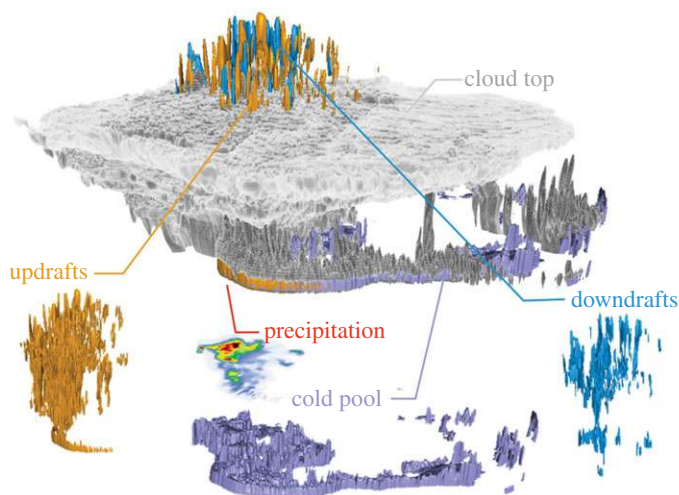 cloud top
updrafts
downdrafts
precipitation
cold pool